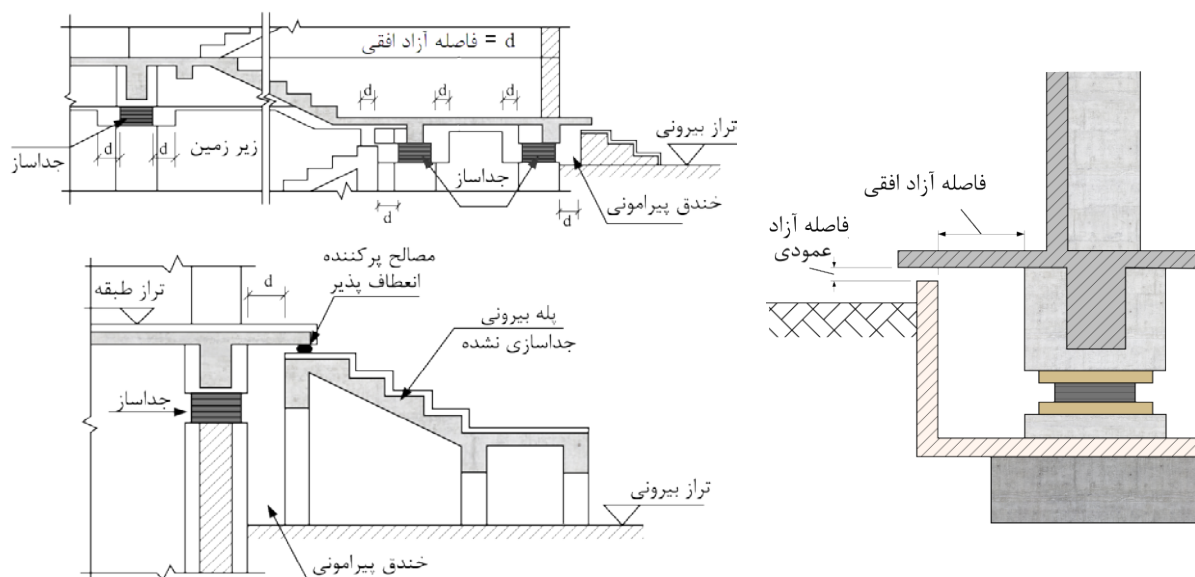 d = فاصله آزاد افقی
d
d
d
جداساز
d
d
زیر زمین
جداساز
d
d
تراز بیرونی
خندق پیرامونی
تراز طبقه
d
مصالح پرکننده
انعطاف پذیر
پله بیرونی
جداسازی نشده
جداساز
تراز بیرونی
خندق پیرامونی
فاصله آزاد افقی
فاصله آزاد
عمودی